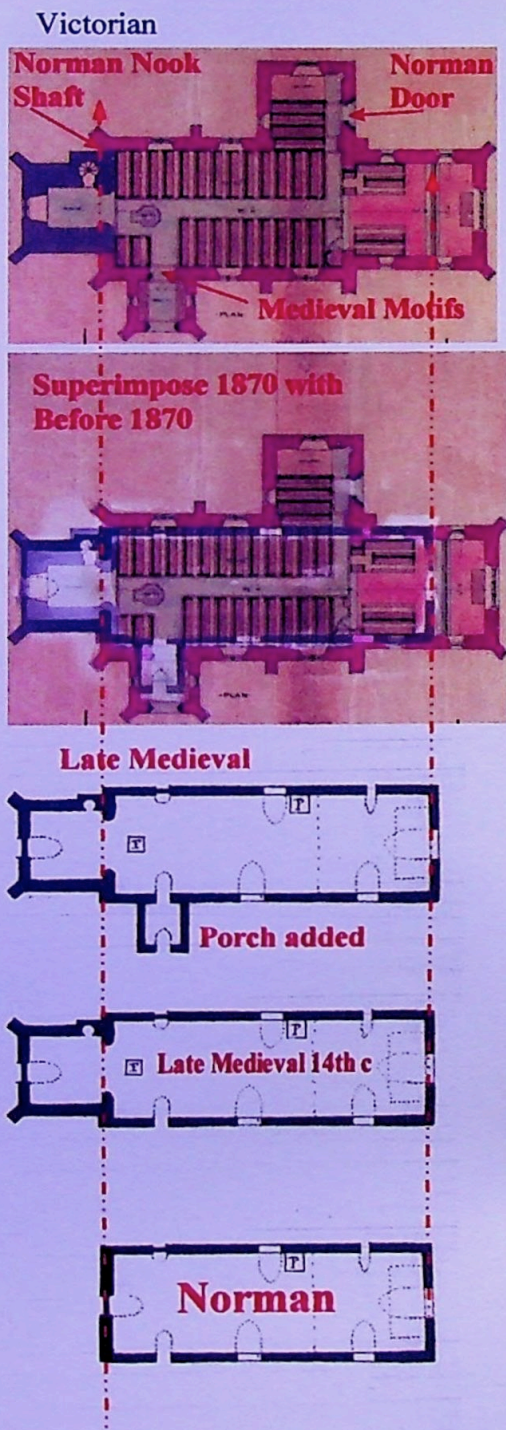 Victorian
Norman Nook
Shaft
Norman
Door
Medieval Motifs
-PLAN-
Superimpose 1870 with
Before 1870
-PLAN-
Late Medieval
Porch added
Late Medieval 14th c
Norman